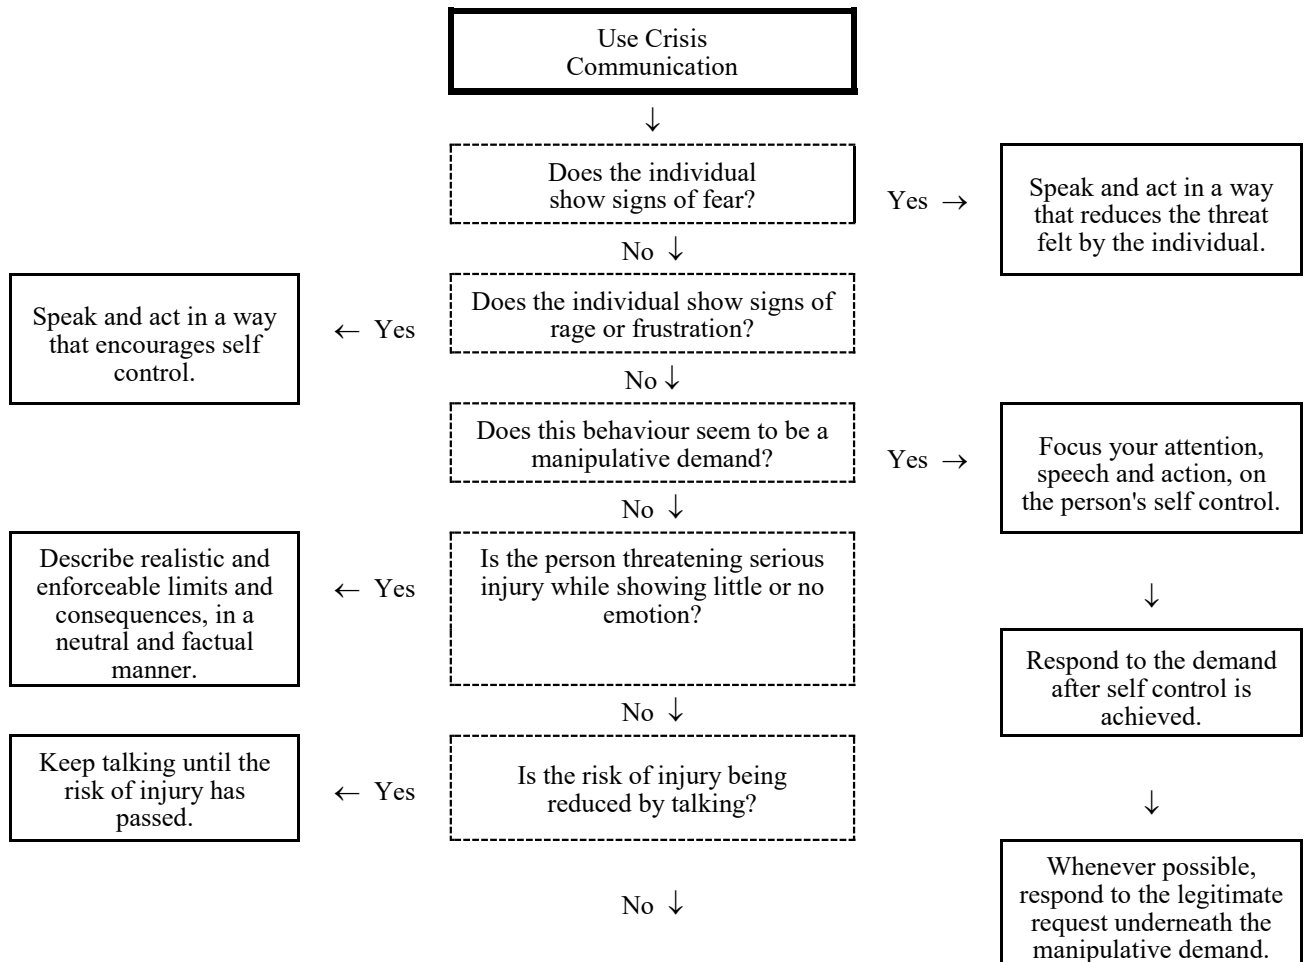 Use Crisis
Communication
↓
Does the individual
show signs of fear?
Yes →
Speak and act in a way
that reduces the threat
felt by the individual.
No ↓
Does the individual show signs of
rage or frustration?
← Yes
Speak and act in a way
that encourages self
control.
No ↓
Does this behaviour seem to be a
manipulative demand?
Yes →
Focus your attention,
speech and action, on
the person's self control.
↓
Respond to the demand
after self control is
achieved.
↓
Whenever possible,
respond to the legitimate
request underneath the
manipulative demand.
No ↓
Is the person threatening serious
injury while showing little or no
emotion?
← Yes
Describe realistic and
enforceable limits and
consequences, in a
neutral and factual
manner.
No ↓
Is the risk of injury being
reduced by talking?
← Yes
Keep talking until the
risk of injury has
passed.
No ↓